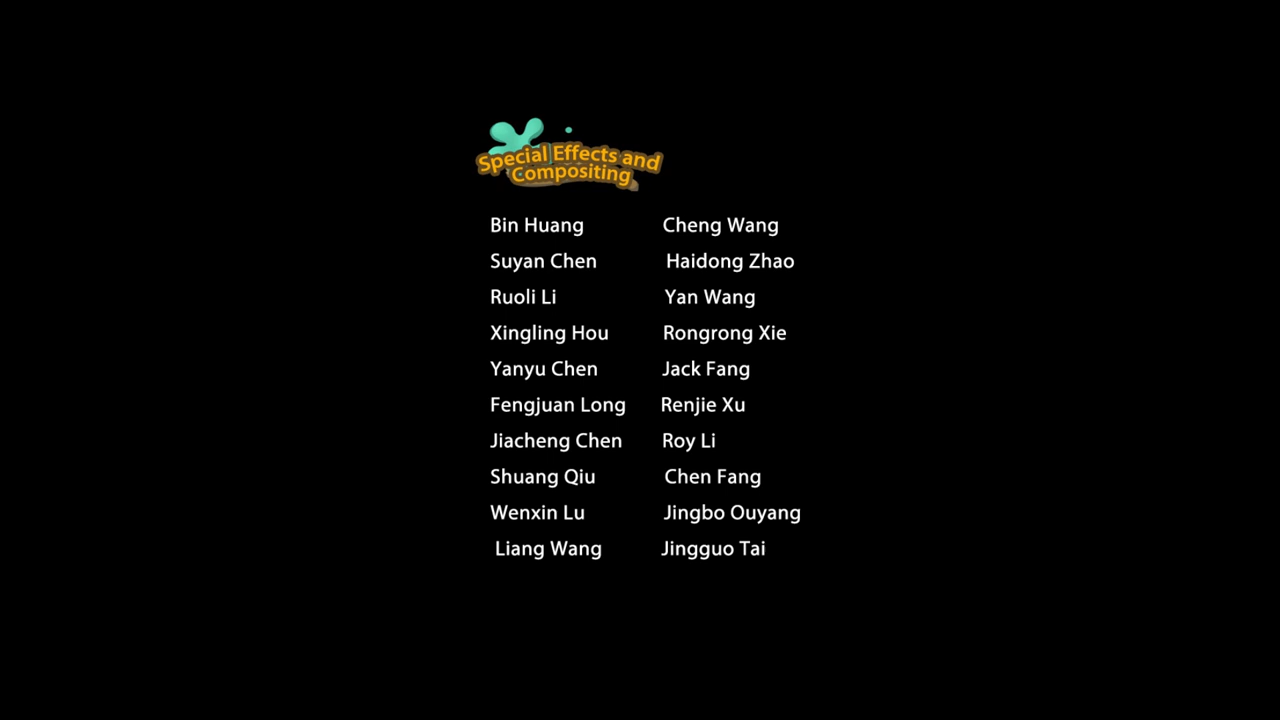 Special Effects and
Compositing
Bin Huang Cheng Wang
Suyan Chen Haidong Zhao
Ruoli Li Yan Wang
Xingling Hou Rongrong Xie
Yanyu Chen Jack Fang
Fengjuan Long Renjie Xu
Jiacheng Chen Roy Li
Shuang Qiu Chen Fang
Wenxin Lu Jingbo Ouyang
Liang Wang Jingguo Tai